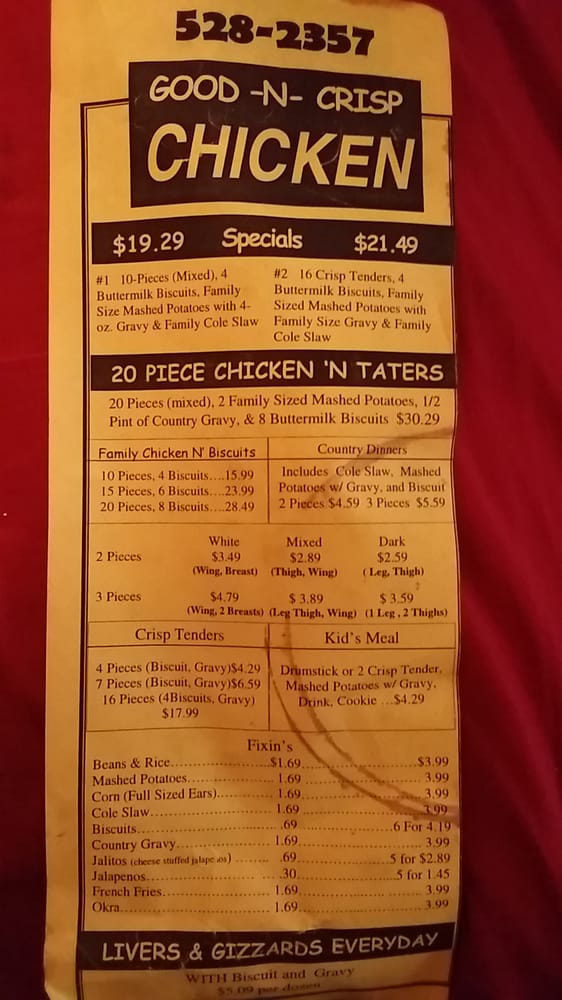 528-2357
GOOD -N- CRISP
CHICKEN
$19.29 Specials $21.49
#1 10-Pieces (Mixed), 4
Buttermilk Biscuits, Family
Size Mashed Potatoes with 4-
oz. Gravy & Family Cole Slaw
#2 16 Crisp Tenders, 4
Buttermilk Biscuits, Family
Sized Mashed Potatoes with
Family Size Gravy & Family
Cole Slaw
20 PIECE CHICKEN 'N TATERS
20 Pieces (mixed), 2 Family Sized Mashed Potatoes, 1/2
Pint of Country Gravy, & 8 Buttermilk Biscuits $30.29
Family Chicken N' Biscuits
10 Pieces, 4 Biscuits....15.99
15 Pieces, 6 Biscuits....23.99
20 Pieces, 8 Biscuits....28.49
Country Dinners
Includes Cole Slaw, Mashed
Potatoes w/ Gravy, and Biscuit
2 Pieces $4.59 3 Pieces $5.59
White Mixed Dark
2 Pieces $3.49 $2.89 $2.59
(Wing, Breast) (Thigh, Wing) ( Leg, Thigh)
3 Pieces $4.79 $ 3.89 $ 3.59
(Wing, 2 Breasts) (Leg Thigh, Wing) (1 Leg , 2 Thighs)
Crisp Tenders
4 Pieces (Biscuit, Gravy)$4.29
7 Pieces (Biscuit, Gravy)$6.59
16 Pieces (4Biscuits, Gravy)
$17.99
Kid's Meal
Drumstick or 2 Crisp Tender,
Mashed Potatoes w/ Gravy,
Drink, Cookie ...$4.29
Fixin's
Beans & Rice.......................$1.69...........................$3.99
Mashed Potatoes.................... 1.69........................... 3.99
Corn (Full Sized Ears)............. 1.69........................... 3.99
Cole Slaw.......................... 1.69........................... 3.99
Biscuits........................... .69......................6 For 4.19
Country Gravy...................... 1.69........................... 3.99
Jalitos (cheese stuffed jalape os) ........ .69......................5 for $2.89
Jalapenos.......................... .30......................5 for 1.45
French Fries....................... 1.69........................... 3.99
Okra............................... 1.69........................... 3.99
LIVERS & GIZZARDS EVERYDAY
WITH Biscuit and Gravy
$5.09 per dozen